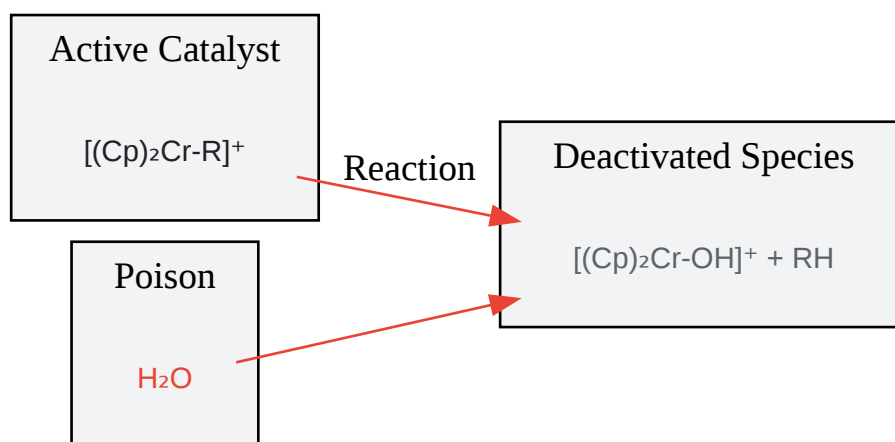 Active Catalyst
[(Cp)₂Cr-R]⁺
Reaction
Deactivated Species
[(Cp)₂Cr-OH]⁺ + RH
Poison
H₂O